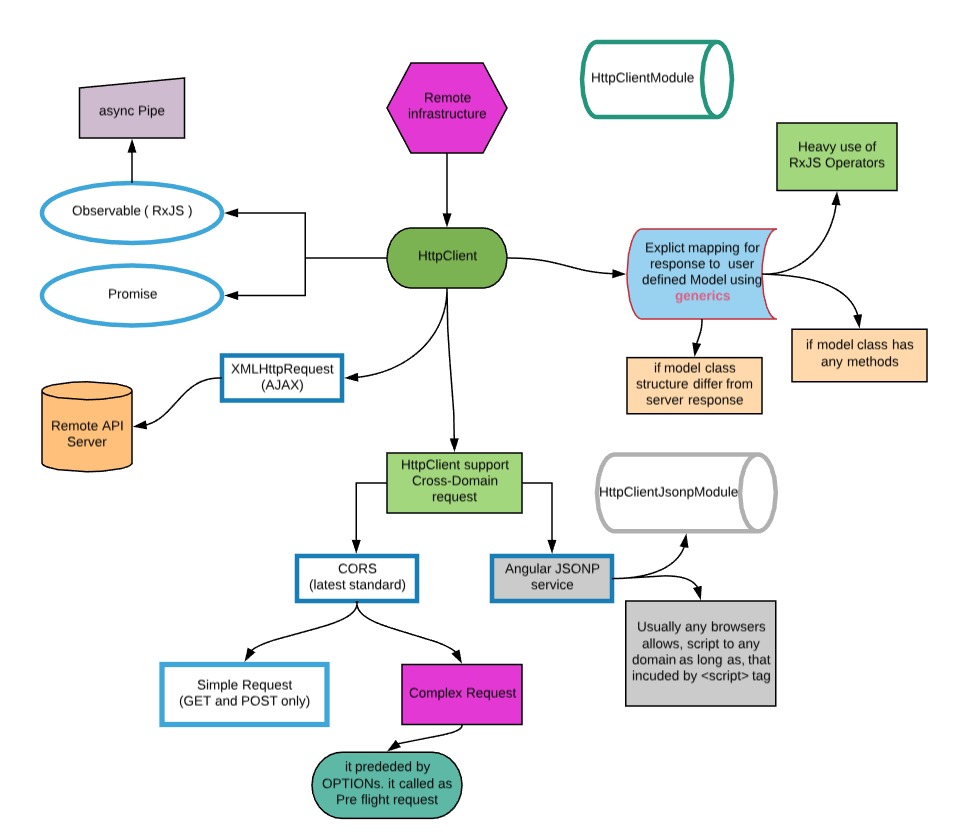 HttpClientModule
Remote
infrastructure
async Pipe
Heavy use of
RxJS Operators
Observable ( RxJS )
HttpClient
Explict mapping for
response to  user
defined Model using
generics
Promise
if model class has
any methods
XMLHttpRequest
(AJAX)
if model class
structure differ from
server response
Remote API
Server
HttpClient support
Cross-Domain
request
HttpClientJsonpModule
CORS
(latest standard)
Angular JSONP
service
Usually any browsers
allows, script to any
domain as long as, that
incuded by <script> tag
Simple Request
(GET and POST only)
Complex Request
it prededed by
OPTIONs. it called as
Pre flight request